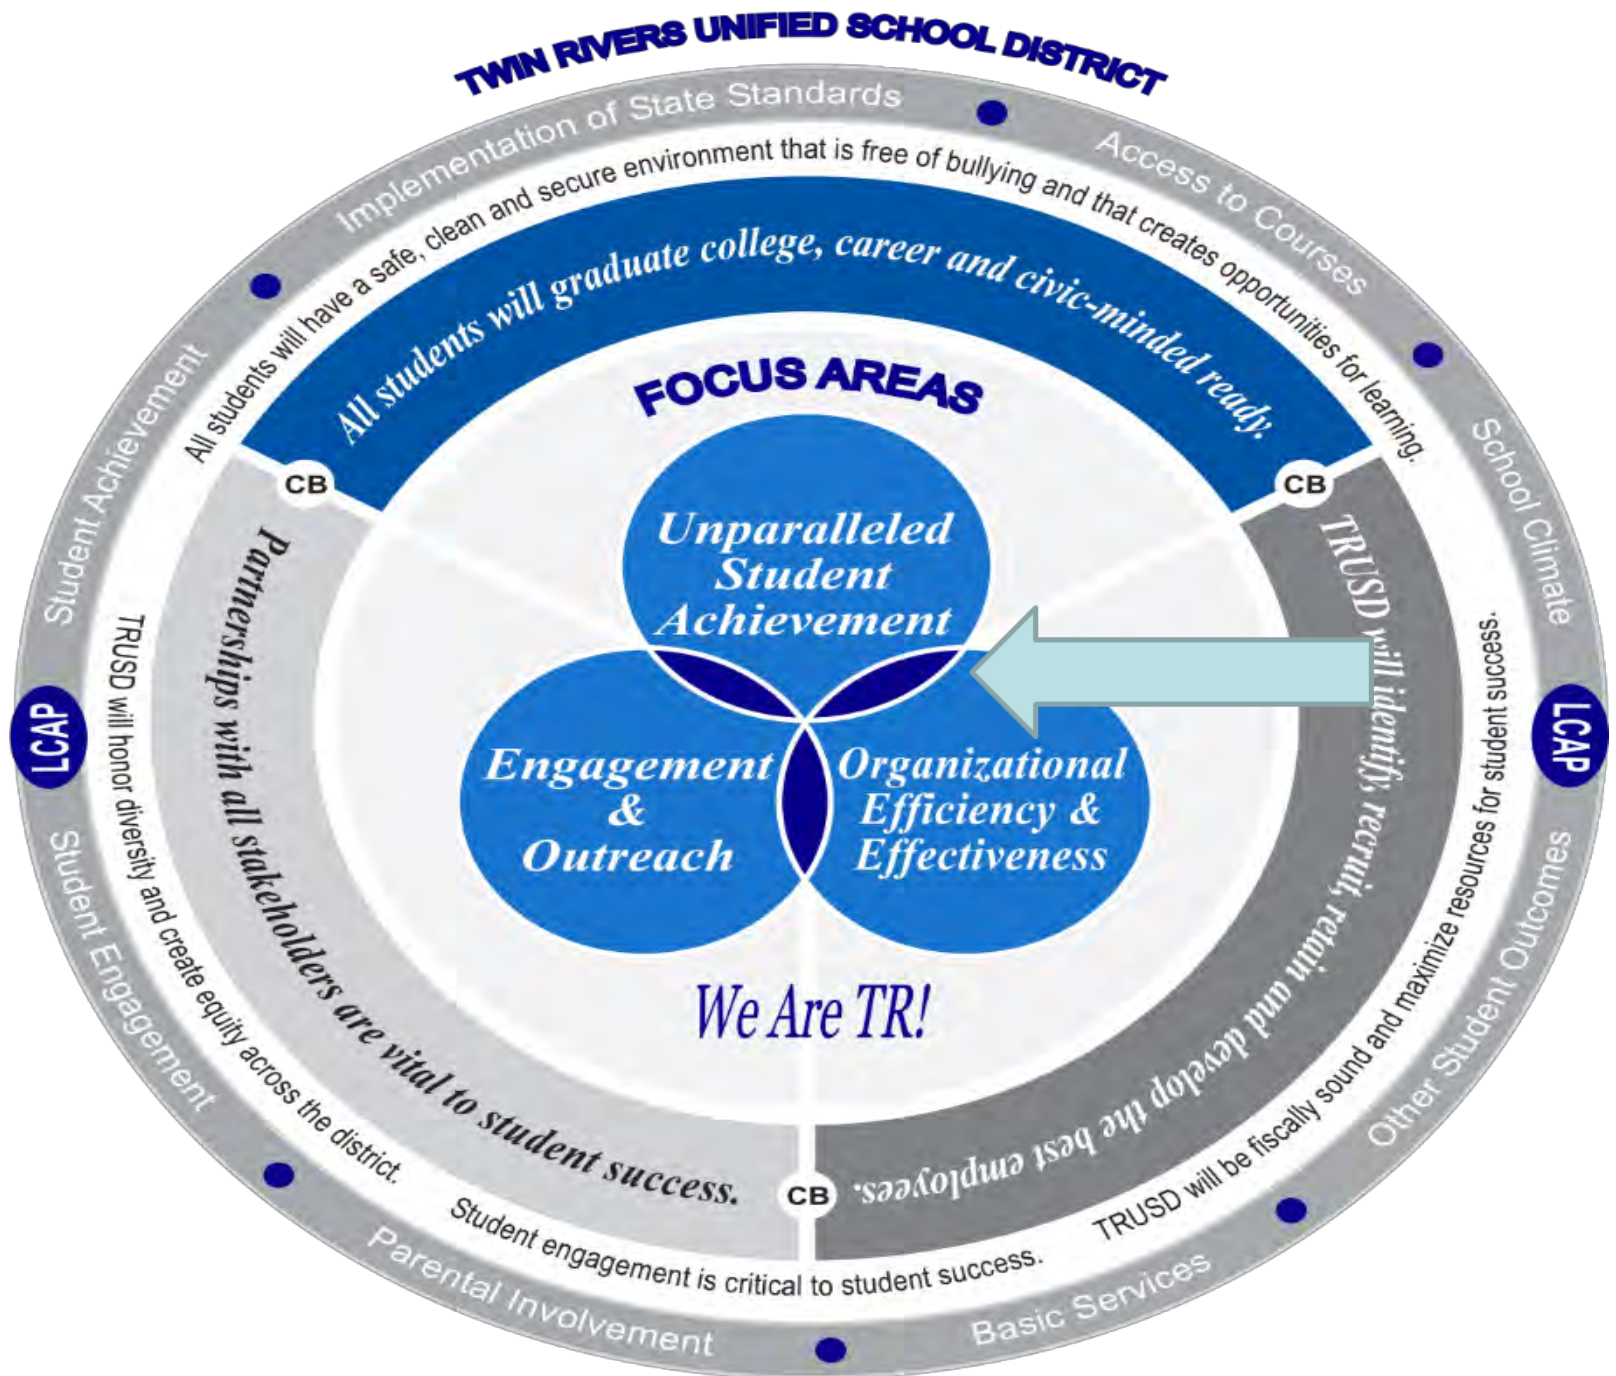 TWIN RIVERS UNIFIED SCHOOL DISTRICT
Implementation of State Standards
Access to Courses
School Climate
Other Student Outcomes
Basic Services
Parental Involvement
Student Engagement
Student Achievement
LCAP
LCAP
All students will have a safe, clean and secure environment that is free of bullying and that creates opportunities for learning.
TRUSD will be fiscally sound and maximize resources for student success.
Student engagement is critical to student success.
TRUSD will honor diversity and create equity across the district.
All students will graduate college, career and civic-minded ready.
CB
CB
TRUSD will identify, recruit, retain and develop the best employees.
CB
Partnerships with all stakeholders are vital to student success.
FOCUS AREAS
Unparalleled
Student
Achievement
Engagement
&
Outreach
Organizational
Efficiency &
Effectiveness
We Are TR!